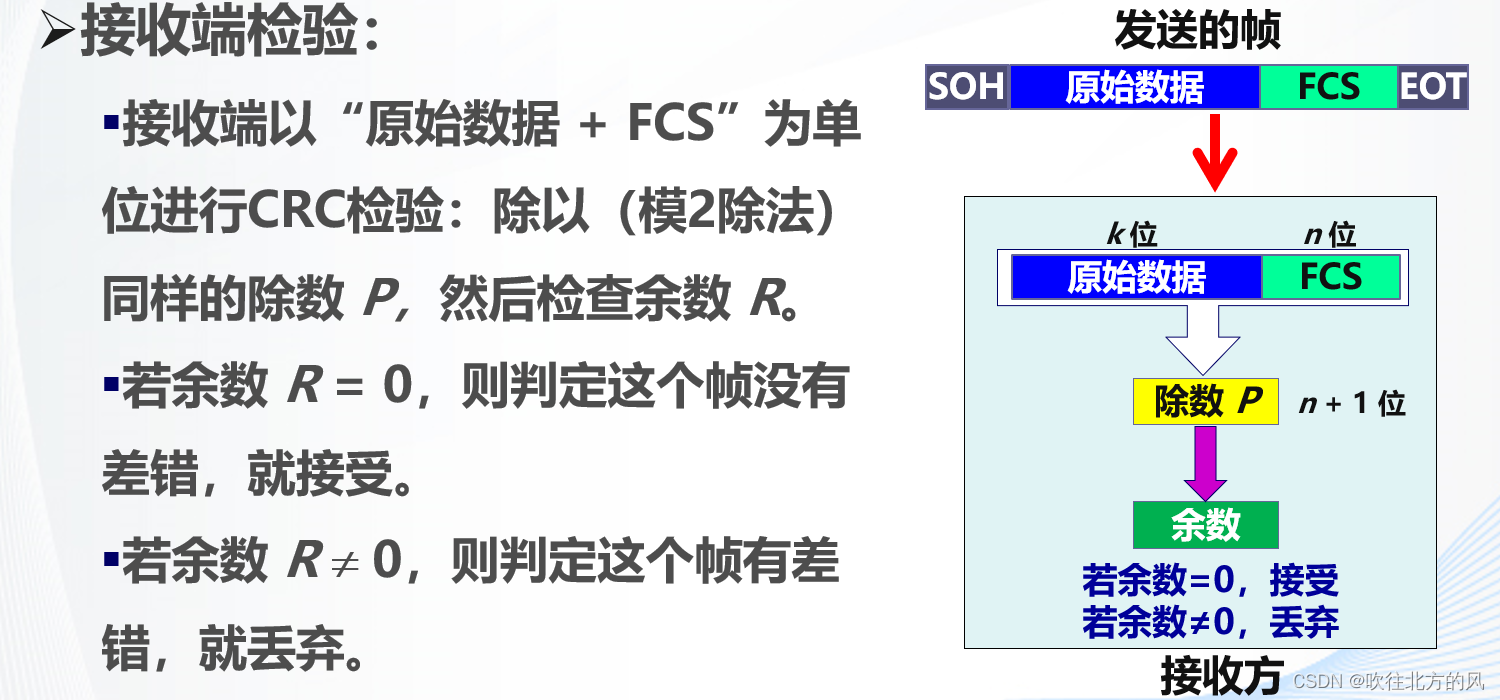 ➢接收端检验：
▪接收端以“原始数据 + FCS”为单
位进行CRC检验：除以（模2除法）
同样的除数 P，然后检查余数 R。
▪若余数 R = 0，则判定这个帧没有
差错，就接受。
▪若余数 R ≠ 0，则判定这个帧有差
错，就丢弃。
发送的帧
SOH 原始数据 FCS EOT
k 位 n 位
原始数据 FCS
除数 P n + 1 位
余数
若余数=0，接受
若余数≠0，丢弃
接收方
CSDN @吹往北方的风